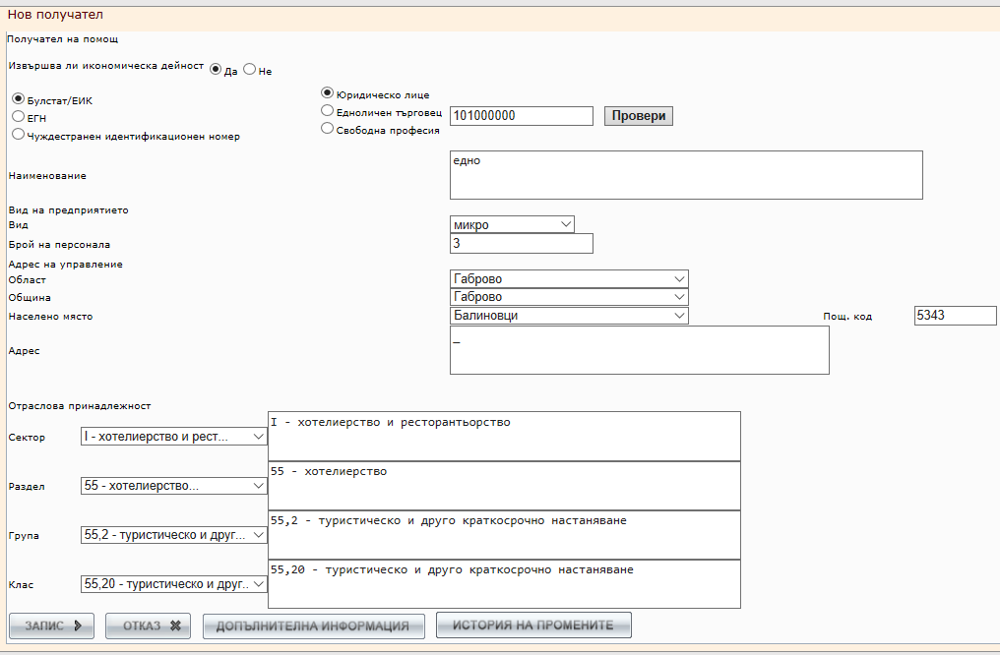 Нов получател
Получател на помощ
Извършва ли икономическа дейност Да Не
Булстат/ЕИК
ЕГН
Чуждестранен идентификационен номер
Юридическо лице
Едноличен търговец
Свободна професия
101000000 Провери
Наименование едно
Вид на предприятието
Вид микро
Брой на персонала 3
Адрес на управление
Област Габрово
Община Габрово
Населено място Балиновци Пощ. код 5343
Адрес _
Отраслова принадлежност
Сектор I - хотелиерство и рест... I - хотелиерство и ресторантьорство
Раздел 55 - хотелиерство... 55 - хотелиерство
Група 55,2 - туристическо и друг... 55,2 - туристическо и друго краткосрочно настаняване
Клас 55,20 - туристическо и друг.. 55,20 - туристическо и друго краткосрочно настаняване
ЗАПИС ОТКАЗ ДОПЪЛНИТЕЛНА ИНФОРМАЦИЯ ИСТОРИЯ НА ПРОМЕНИТЕ